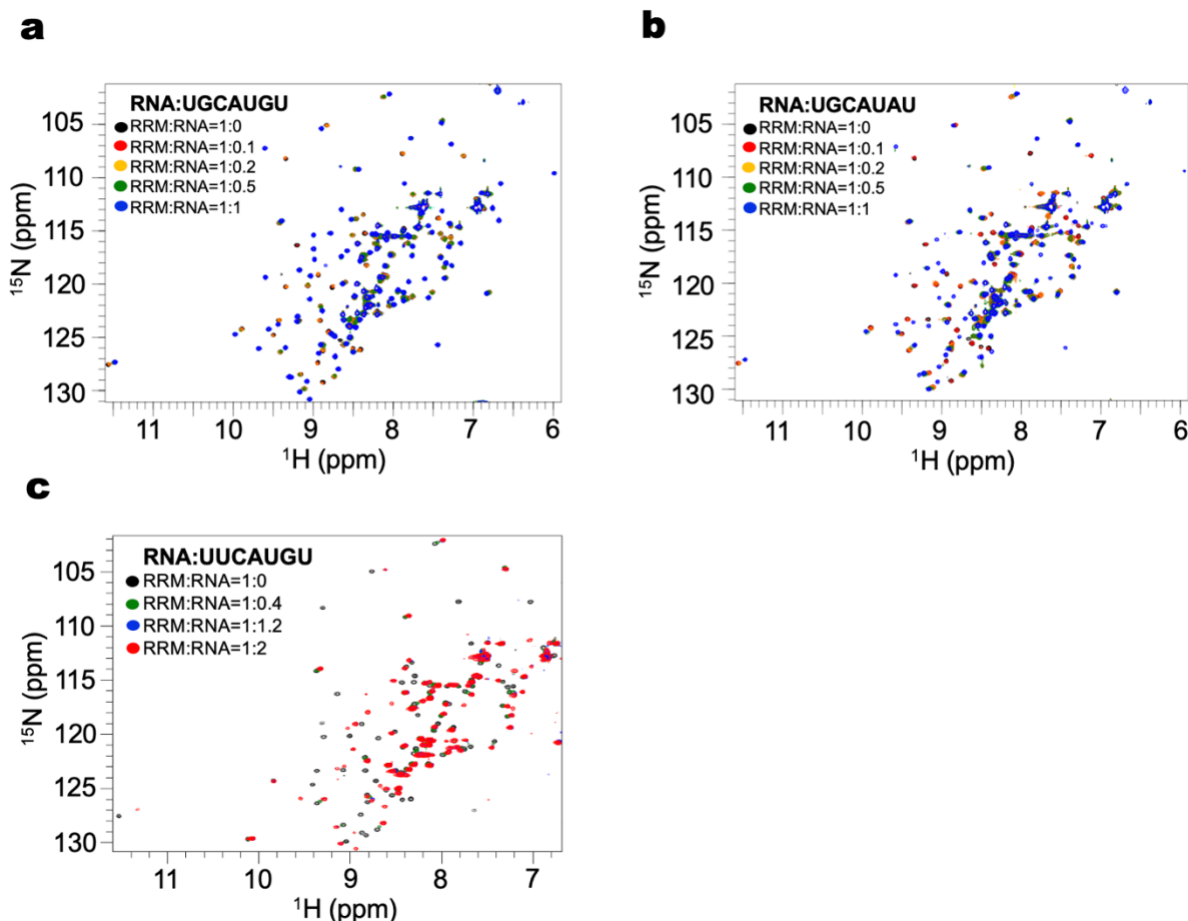 a
RNA:UGCAUGU
RRM:RNA=1:0
RRM:RNA=1:0.1
RRM:RNA=1:0.2
RRM:RNA=1:0.5
RRM:RNA=1:1
105
110
115
120
125
130
15N (ppm)
11
10
9
8
7
6
1H (ppm)
b
RNA:UGCAUAU
RRM:RNA=1:0
RRM:RNA=1:0.1
RRM:RNA=1:0.2
RRM:RNA=1:0.5
RRM:RNA=1:1
105
110
115
120
125
130
15N (ppm)
11
10
9
8
7
6
1H (ppm)
c
RNA:UUCAUGU
RRM:RNA=1:0
RRM:RNA=1:0.4
RRM:RNA=1:1.2
RRM:RNA=1:2
105
110
115
120
125
130
15N (ppm)
11
10
9
8
7
1H (ppm)